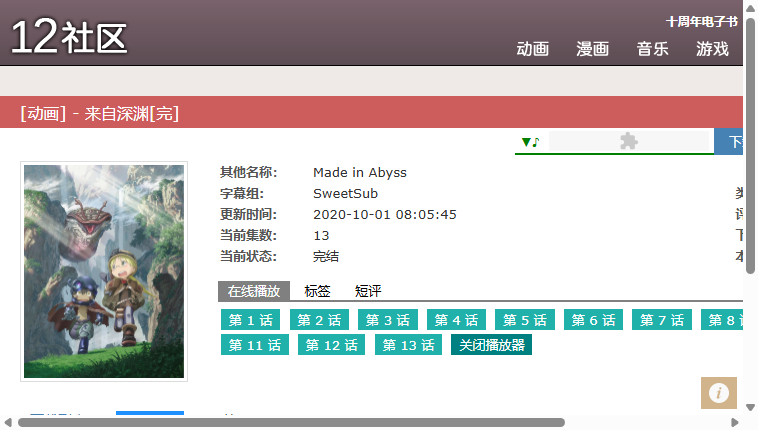 12社区
十周年电子书
动画 漫画 音乐 游戏
[动画] - 来自深渊[完]
▼♪ 下
其他名称: Made in Abyss
字幕组: SweetSub
更新时间: 2020-10-01 08:05:45
当前集数: 13
当前状态: 完结
在线播放 标签 短评
第 1 话 第 2 话 第 3 话 第 4 话 第 5 话 第 6 话 第 7 话 第 8
第 11 话 第 12 话 第 13 话 关闭播放器